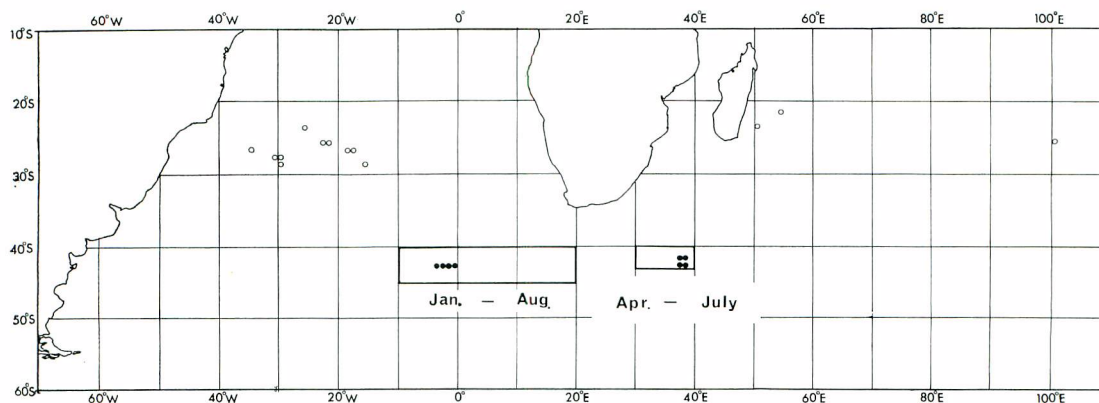 60°W 40°W 20°W 0° 20°E 40°E 60°E 80°E 100°E
10°S
20°S
30°S
40°S
Jan. — Aug. Apr. — July
50°S
60°S
60°W 40°W 20°W 0° 20°E 40°E 60°E 80°E 100°E